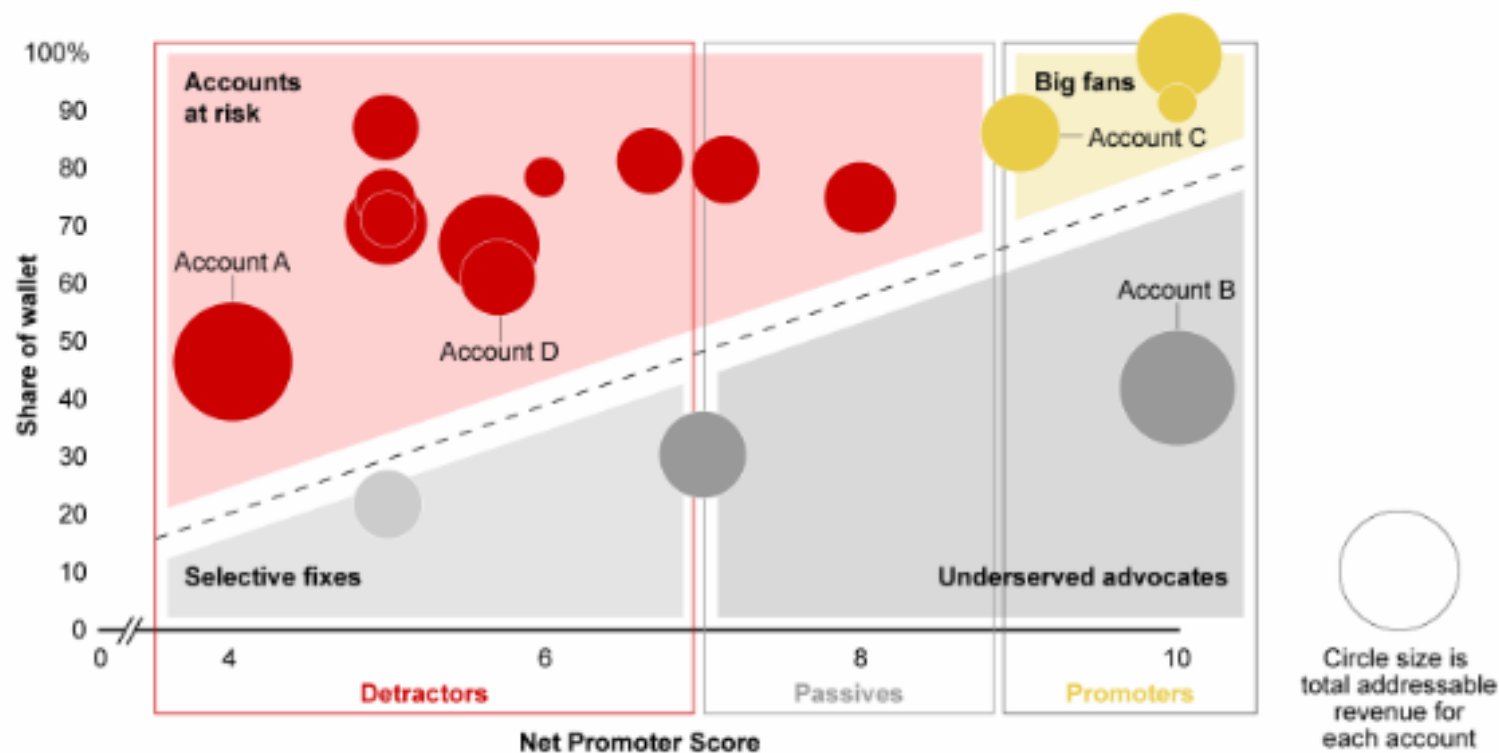 100%
90
80
70
60
50
40
30
20
10
0
Share of wallet
Accounts
at risk
Big fans
Account C
Account A
Account D
Account B
Selective fixes
Underserved advocates
0 4 6 8 10
Detractors Passives Promoters
Net Promoter Score
Circle size is
total addressable
revenue for
each account